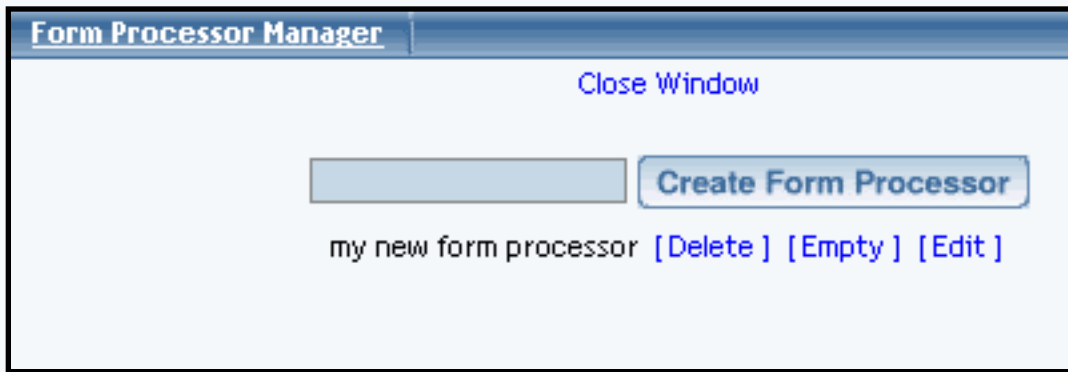 Form Processor Manager
Close Window
Create Form Processor
my new form processor [Delete ] [Empty ] [Edit ]